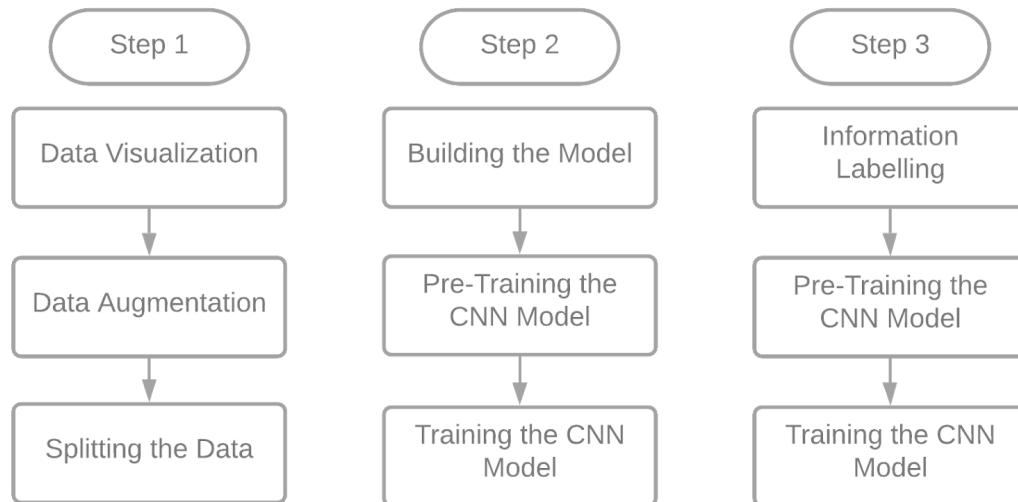 Step 1
Data Visualization
Data Augmentation
Splitting the Data
Step 2
Building the Model
Pre-Training the
CNN Model
Training the CNN
Model
Step 3
Information
Labelling
Pre-Training the
CNN Model
Training the CNN
Model